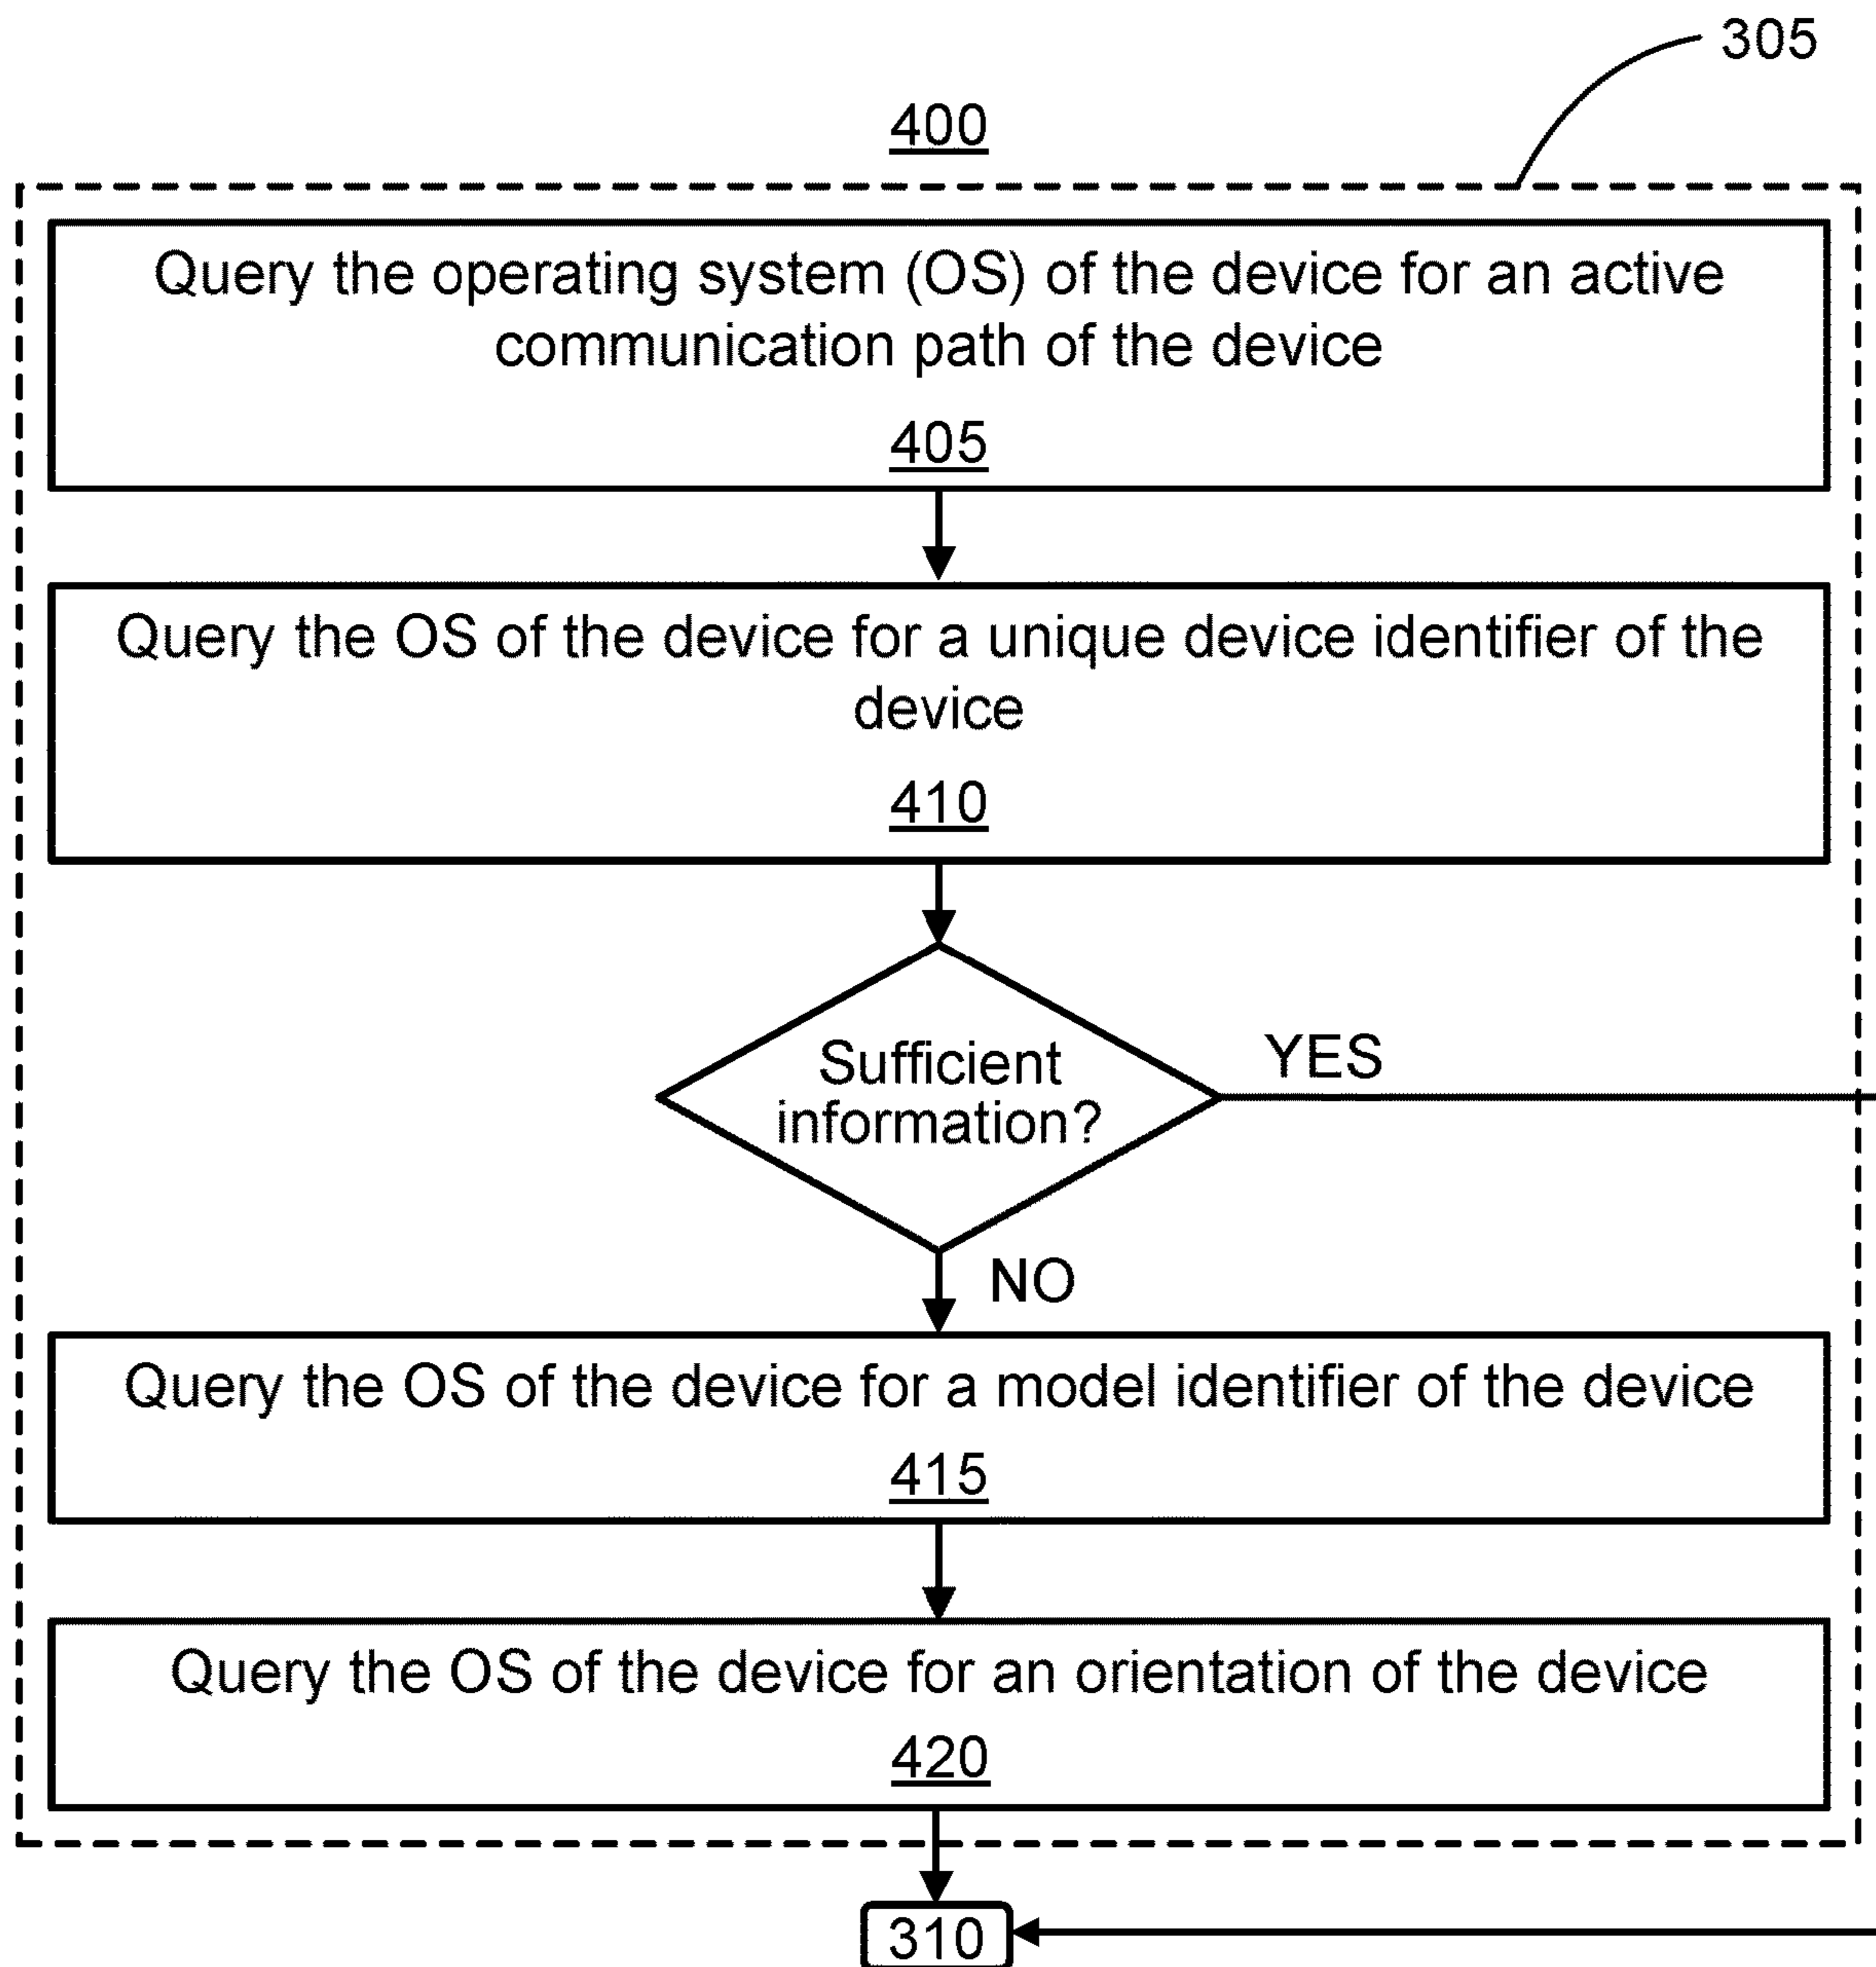 305
400
Query the operating system (OS) of the device for an active
communication path of the device
405
Query the OS of the device for a unique device identifier of the
device
410
Sufficient
information?
YES
NO
Query the OS of the device for a model identifier of the device
415
Query the OS of the device for an orientation of the device
420
310